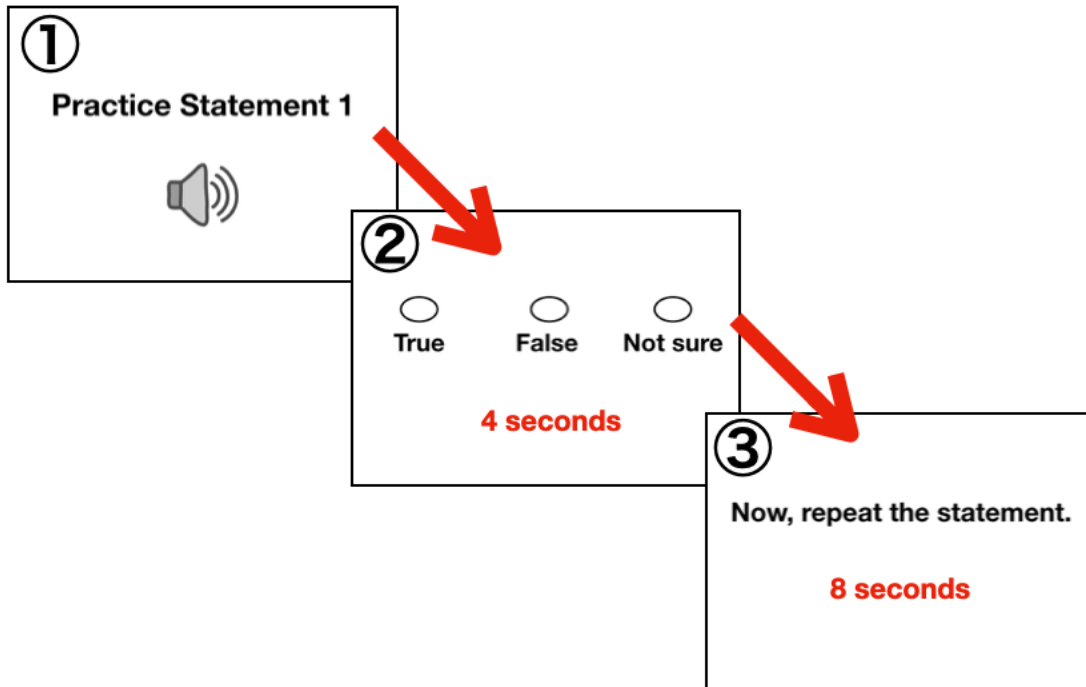 ①
Practice Statement 1
②
True False Not sure
4 seconds
③
Now, repeat the statement.
8 seconds